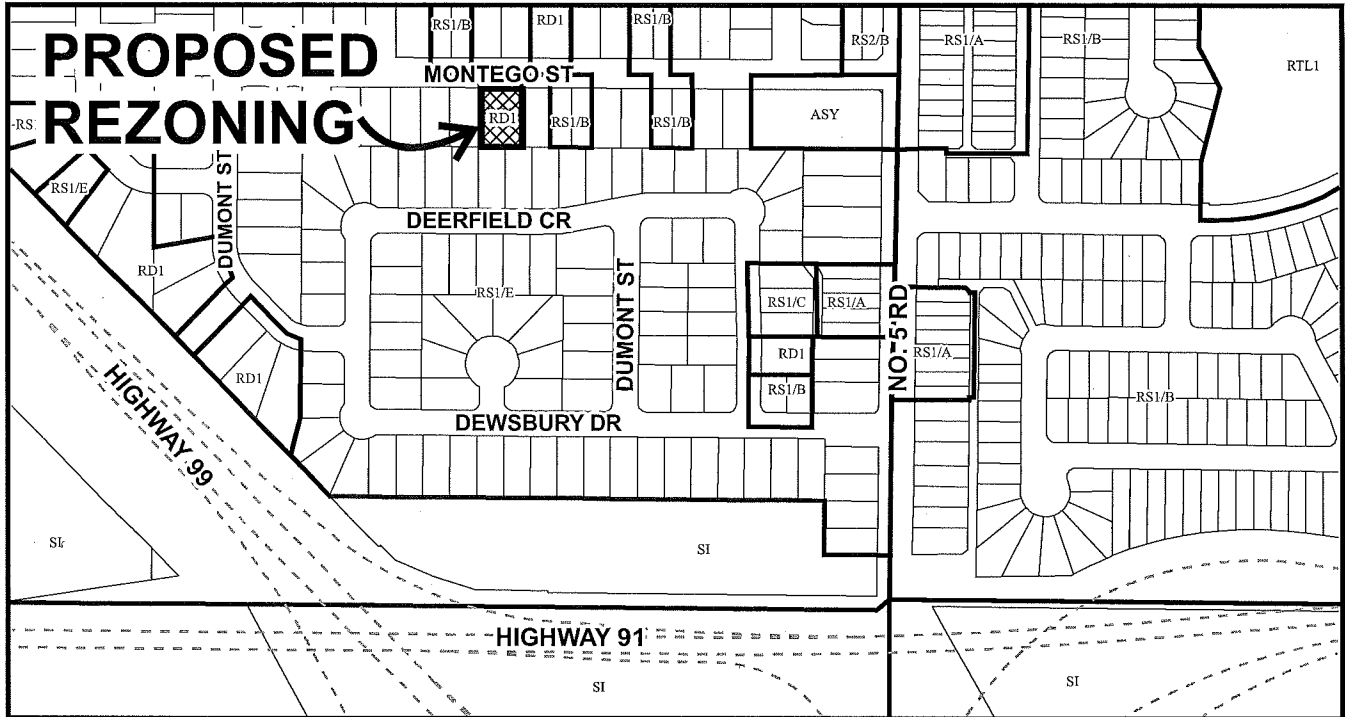 RS1/B
RD1
RS1/B
RS2/B
RS1/A
RS1/B
RTL1
PROPOSED
REZONING
MONTEGO ST
RD1
RS1/B
RS1/B
ASY
RS1/E
DUMONT ST
DEERFIELD CR
RD1
RS1/E
DUMONT ST
RS1/C
RS1/A
NO. 5 RD
RD1
RS1/A
RD1
RS1/B
RS1/B
DEWSBURY DR
HIGHWAY 99
SI
SI
HIGHWAY 91
SI
SI